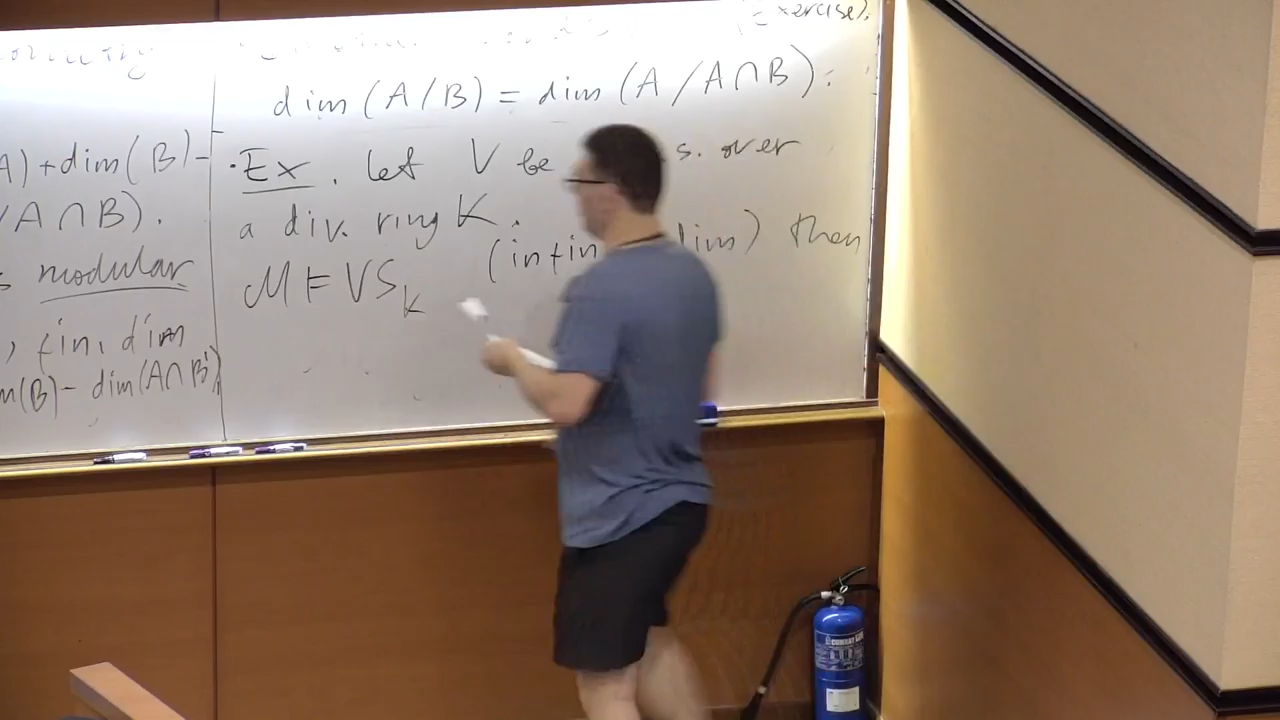 A)+dim(B)-
/A∩B).
s modular
, fin. dim
m(B)- dim(A∩B)
(Exercise).
dim(A/B) = dim(A/A∩B).
·Ex. let V be s. over
a div. ring K.
(infin dim) then
M ⊨ VS_K